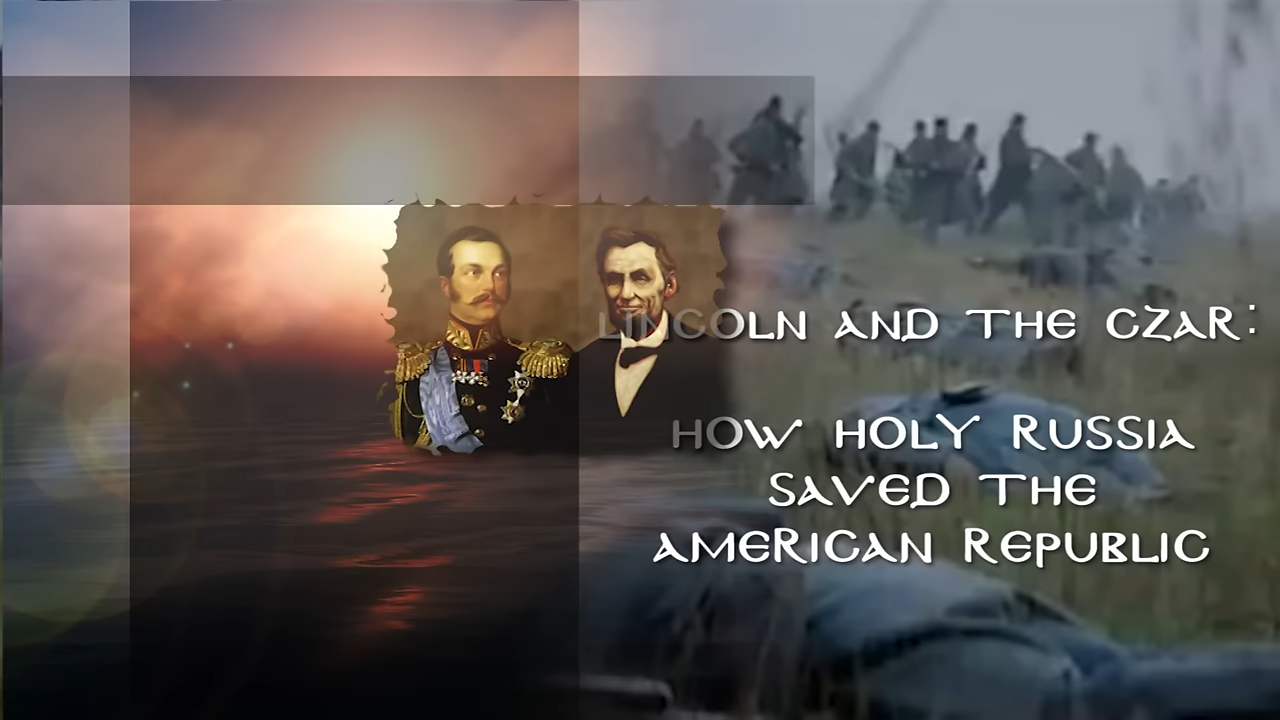 LINCOLN AND THE CZAR:
HOW HOLY RUSSIA
SAVED THE
AMERICAN REPUBLIC